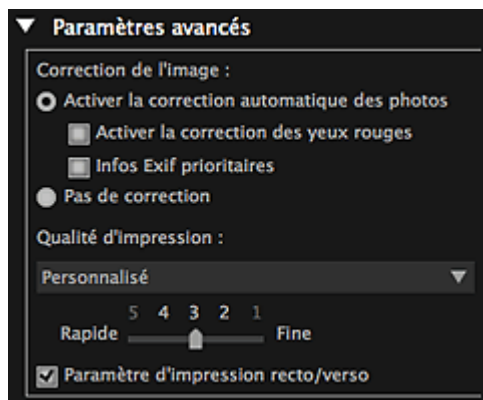 Paramètres avancés
Correction de l'image :
Activer la correction automatique des photos
Activer la correction des yeux rouges
Infos Exif prioritaires
Pas de correction
Qualité d'impression :
Personnalisé
5 4 3 2 1
Rapide Fine
Paramètre d'impression recto/verso